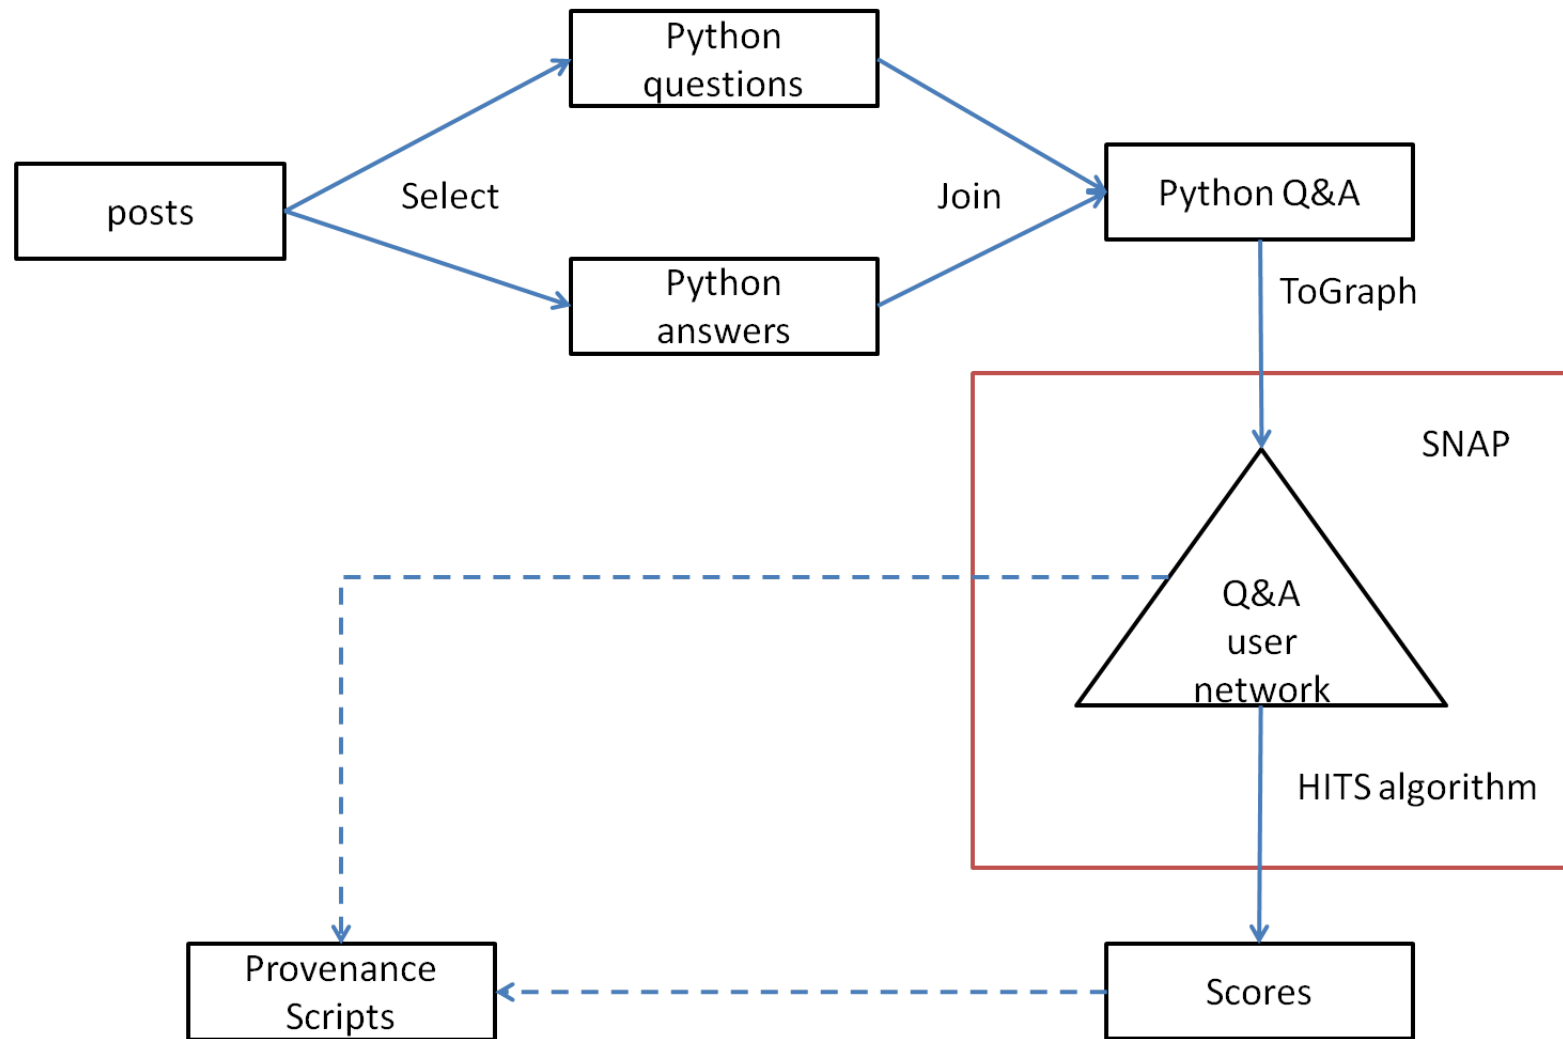 Python
questions
posts
Select
Join
Python Q&A
Python
answers
ToGraph
SNAP
Q&A
user
network
HITS algorithm
Provenance
Scripts
Scores